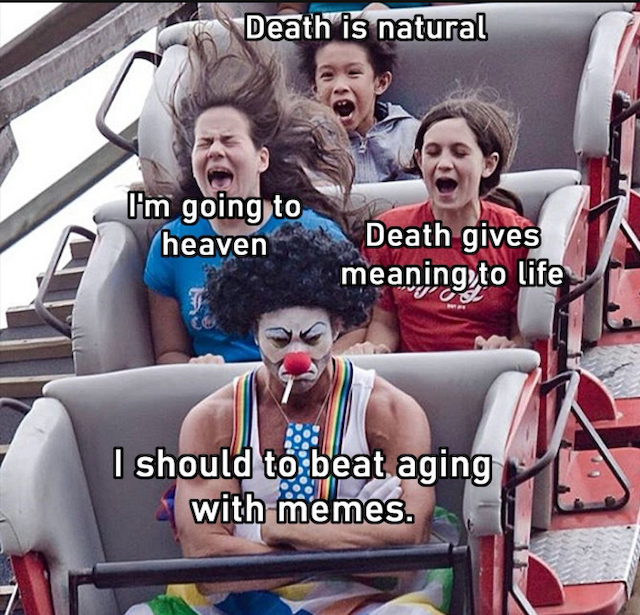 Death is natural
I'm going to
heaven
Death gives
meaning to life
I should to beat aging
with memes.